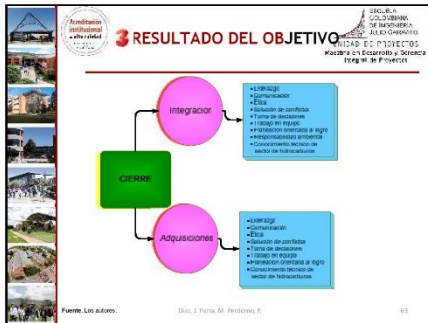 Acreditación
institucional
de alta calidad
3 RESULTADO DEL OBJETIVO
ESCUELA
COLOMBIANA
DE INGENIERÍA
JULIO GARAVITO
UNIDAD DE PROYECTOS
Maestría en Desarrollo y Gerencia
Integral de Proyectos
CIERRE
Integración
• Liderazgo
• Comunicación
• Ética
• Solución de conflictos
• Toma de decisiones
• Trabajo en equipo
• Planeación orientada al logro
• Responsabilidad ambiental
• Conocimiento técnico de
sector de hidrocarburos
Adquisiciones
• Liderazgo
• Comunicación
• Ética
• Solución de conflictos
• Toma de decisiones
• Trabajo en equipo
• Planeación orientada al logro
• Conocimiento técnico de
sector de hidrocarburos
Fuente. Los autores.
Díaz, J. Parra, M. Perdomo, P.
63